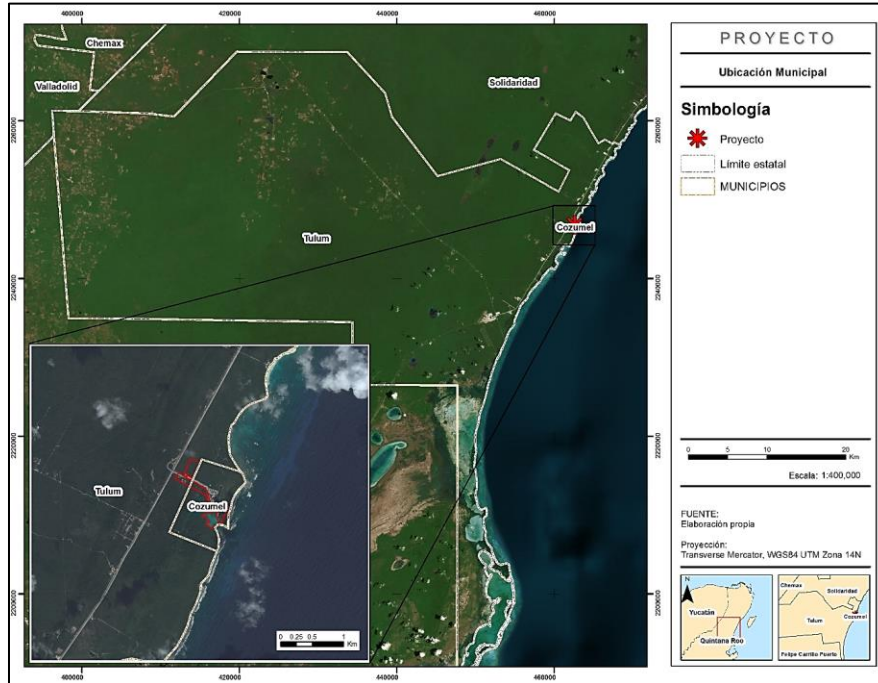 460000
420000
440000
460000
Chemax
Valladolid
Solidaridad
2260000
2260000
Tulum
Cozumel
2240000
2240000
2220000
2220000
2200000
2200000
Tulum
Cozumel
0 0.25 0.5 1
Km
400000
420000
440000
460000
PROYECTO
Ubicación Municipal
Simbología
Proyecto
Límite estatal
MUNICIPIOS
0 5 10 20
Km
Escala: 1:400,000
FUENTE:
Elaboración propia
Proyección:
Transverse Mercator, WGS84 UTM Zona 14N
N
Yucatán
Quintana Roo
Chemax
Solidaridad
Cozumel
Tulum
Felipe Carrillo Puerto